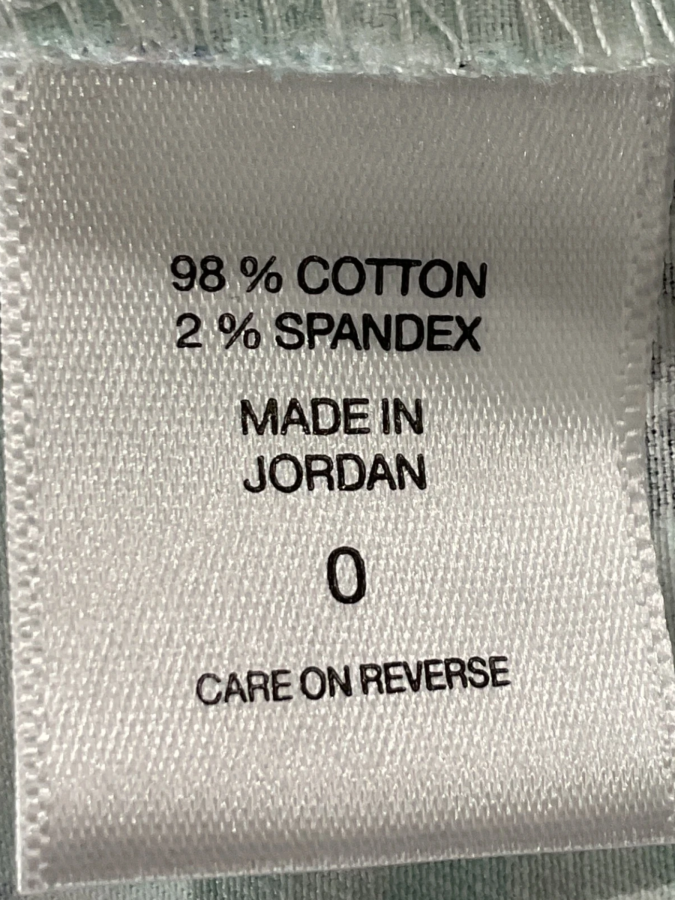 98 % COTTON
2 % SPANDEX
MADE IN
JORDAN
0
CARE ON REVERSE